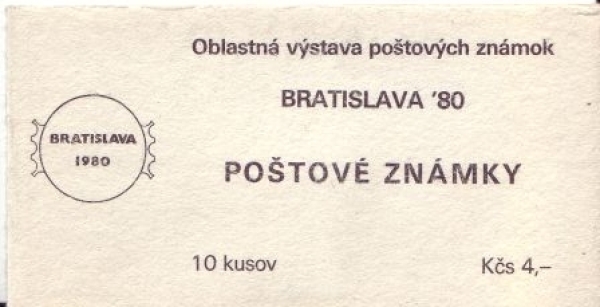 Oblastná výstava poštových známok
BRATISLAVA '80
BRATISLAVA
1980
POŠTOVÉ ZNÁMKY
10 kusov
Kčs 4,–